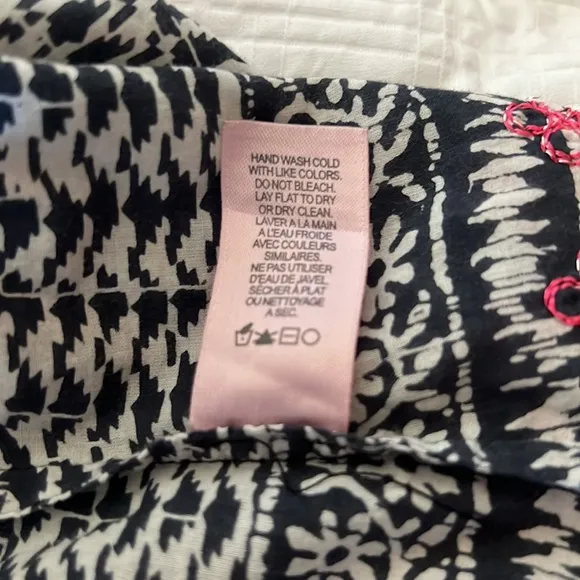 HAND WASH COLD
WITH LIKE COLORS.
DO NOT BLEACH.
LAY FLAT TO DRY
OR DRY CLEAN.
LAVER A LA MAIN
A L'EAU FROIDE
AVEC COULEURS
SIMILAIRES.
NE PAS UTILISER
D'EAU DE JAVEL.
SÉCHER À PLAT
OU NETTOYAGE
A SEC.